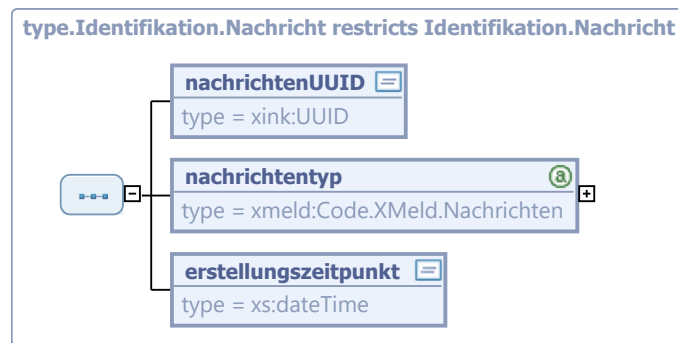 type.Identifikation.Nachricht restricts Identifikation.Nachricht
nachrichtenUUID
type = xink:UUID
nachrichtentyp
type = xmeld:Code.XMeld.Nachrichten
erstellungszeitpunkt
type = xs:dateTime